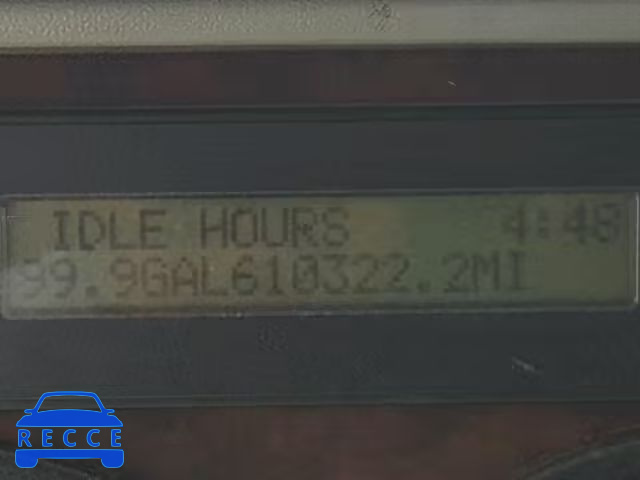 IDLE HOURS 4:48
99.9GAL610322.2MI
RECCE